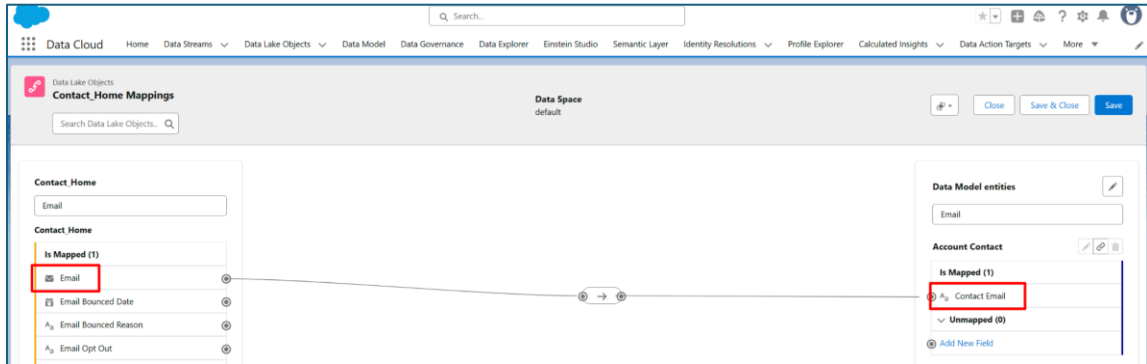 Search...
Data Cloud Home Data Streams Data Lake Objects Data Model Data Governance Data Explorer Einstein Studio Semantic Layer Identity Resolutions Profile Explorer Calculated Insights Data Action Targets More
Data Lake Objects
Contact_Home Mappings
Search Data Lake Objects..
Data Space
default
Close Save & Close Save
Contact_Home
Email
Contact_Home
Is Mapped (1)
Email
Email Bounced Date
Email Bounced Reason
Email Opt Out
Data Model entities
Email
Account Contact
Is Mapped (1)
Contact Email
Unmapped (0)
Add New Field